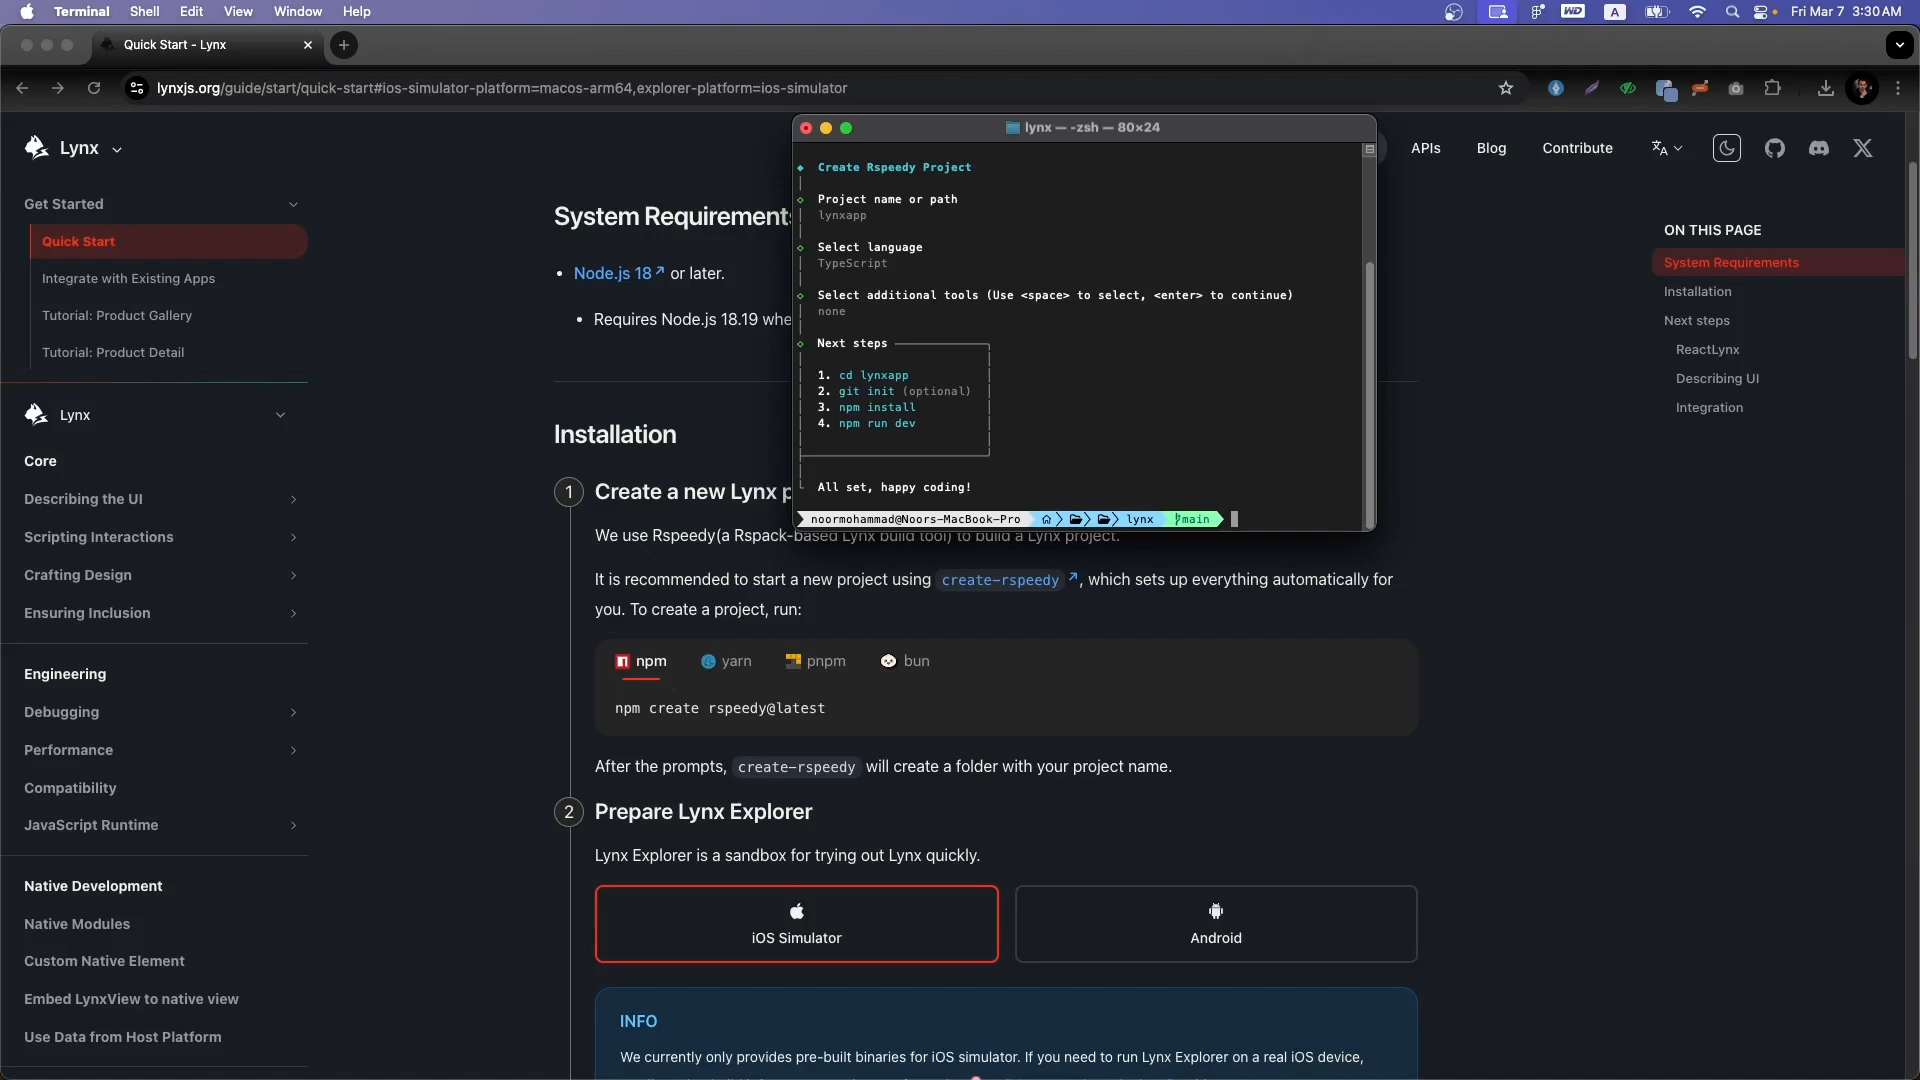 Terminal Shell Edit View Window Help
WD
A
Fri Mar 7 3:30 AM
Quick Start - Lynx
lynxjs.org/guide/start/quick-start#ios-simulator-platform=macos-arm64,explorer-platform=ios-simulator
Lynx
APIs Blog Contribute
Get Started
Quick Start
Integrate with Existing Apps
Tutorial: Product Gallery
Tutorial: Product Detail
Lynx
Core
Describing the UI
Scripting Interactions
Crafting Design
Ensuring Inclusion
Engineering
Debugging
Performance
Compatibility
JavaScript Runtime
Native Development
Native Modules
Custom Native Element
Embed LynxView to native view
Use Data from Host Platform
System Requirements
• Node.js 18 or later.
• Requires Node.js 18.19 whe
Installation
1 Create a new Lynx p
We use Rspeedy(a Rspack-based Lynx build tool) to build a Lynx project.
It is recommended to start a new project using create-rspeedy, which sets up everything automatically for
you. To create a project, run:
npm yarn pnpm bun
npm create rspeedy@latest
After the prompts, create-rspeedy will create a folder with your project name.
2 Prepare Lynx Explorer
Lynx Explorer is a sandbox for trying out Lynx quickly.
iOS Simulator
Android
INFO
We currently only provides pre-built binaries for iOS simulator. If you need to run Lynx Explorer on a real iOS device,
lynx — -zsh — 80×24
Create Rspeedy Project
Project name or path
lynxapp
Select language
TypeScript
Select additional tools (Use <space> to select, <enter> to continue)
none
Next steps
1. cd lynxapp
2. git init (optional)
3. npm install
4. npm run dev
All set, happy coding!
noormohammad@Noors-MacBook-Pro lynx main
ON THIS PAGE
System Requirements
Installation
Next steps
ReactLynx
Describing UI
Integration